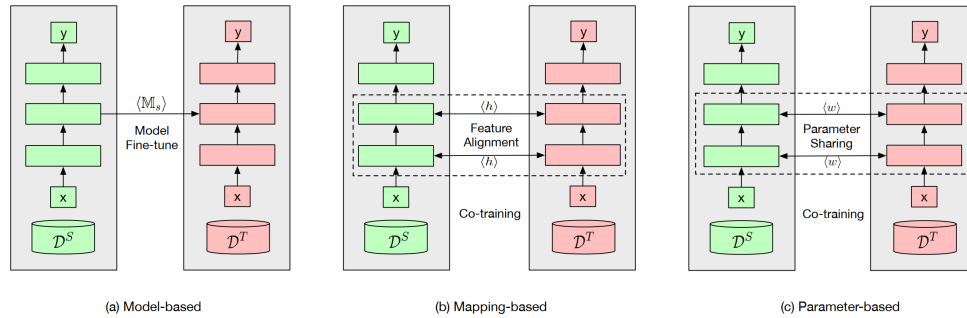 y
y
⟨𝕄ₛ⟩
Model
Fine-tune
x
x
𝒟ˢ
𝒟ᵀ
(a) Model-based
y
y
⟨h⟩
Feature
Alignment
⟨h⟩
x
x
Co-training
𝒟ˢ
𝒟ᵀ
(b) Mapping-based
y
y
⟨w⟩
Parameter
Sharing
⟨w⟩
x
x
Co-training
𝒟ˢ
𝒟ᵀ
(c) Parameter-based